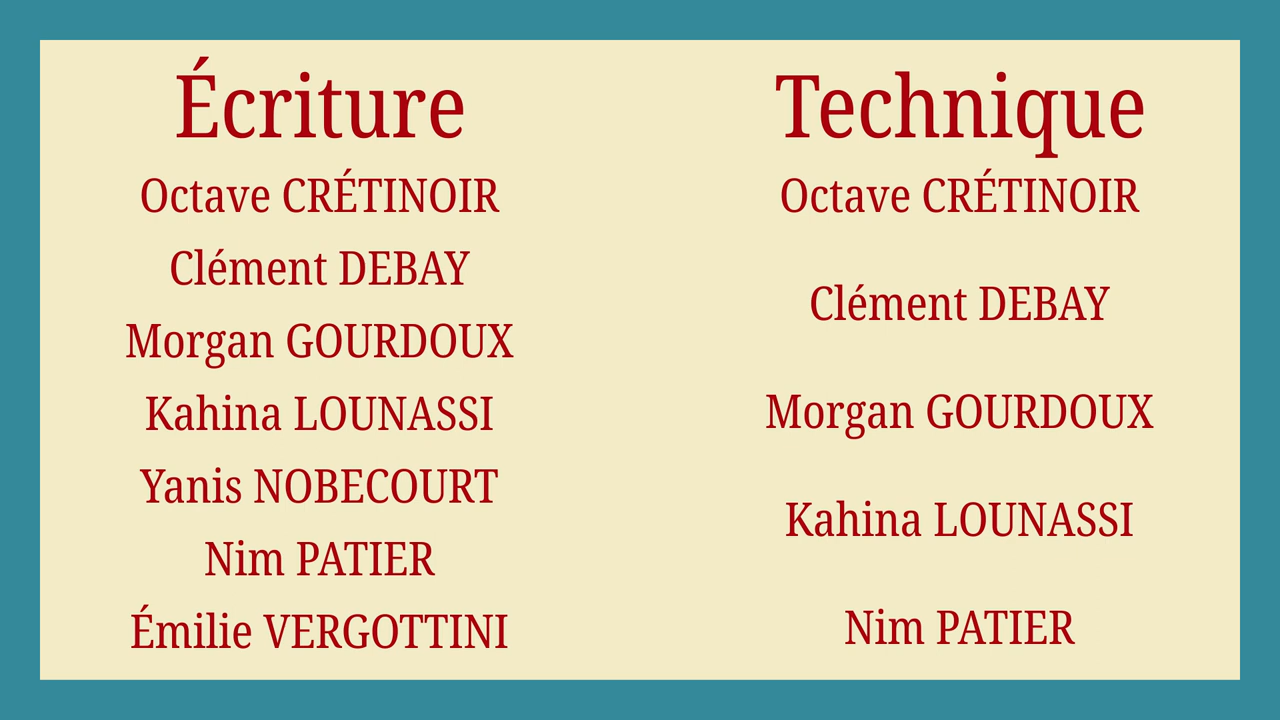 Écriture
Octave CRÉTINOIR
Clément DEBAY
Morgan GOURDOUX
Kahina LOUNASSI
Yanis NOBECOURT
Nim PATIER
Émilie VERGOTTINI
Technique
Octave CRÉTINOIR
Clément DEBAY
Morgan GOURDOUX
Kahina LOUNASSI
Nim PATIER